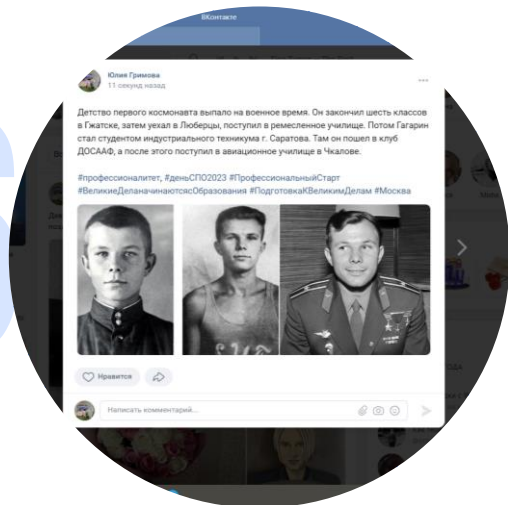 ВКонтакте
Юлия Гримова
11 секунд назад
Детство первого космонавта выпало на военное время. Он закончил шесть классов
в Гжатске, затем уехал в Люберцы, поступил в ремесленное училище. Потом Гагарин
стал студентом индустриального техникума г. Саратова. Там он пошел в клуб
ДОСААФ, а после этого поступил в авиационное училище в Чкалове.
#профессионалитет, #деньСПО2023 #ПрофессиональныйСтарт
#ВеликиеДеланачинаютсясОбразования #ПодготовкаКВеликимДелам #Москва
Нравится
Написать комментарий...